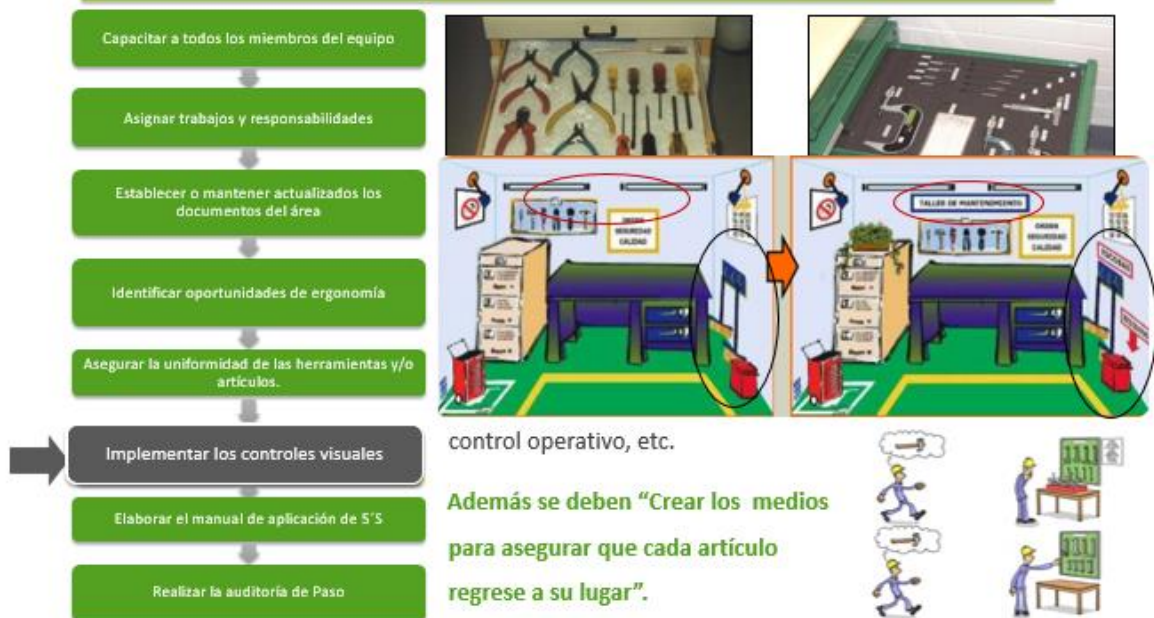 Capacitar a todos los miembros del equipo
Asignar trabajos y responsabilidades
Establecer o mantener actualizados los
documentos del área
Identificar oportunidades de ergonomía
Asegurar la uniformidad de las herramientas y/o
artículos.
Implementar los controles visuales
Elaborar el manual de aplicación de 5´S
Realizar la auditoría de Paso
ORDEN
SEGURIDAD
CALIDAD
TALLER DE MANTENIMIENTO
ORDEN
SEGURIDAD
CALIDAD
ESCOBAS
control operativo, etc.
Además se deben “Crear los medios
para asegurar que cada artículo
regrese a su lugar”.